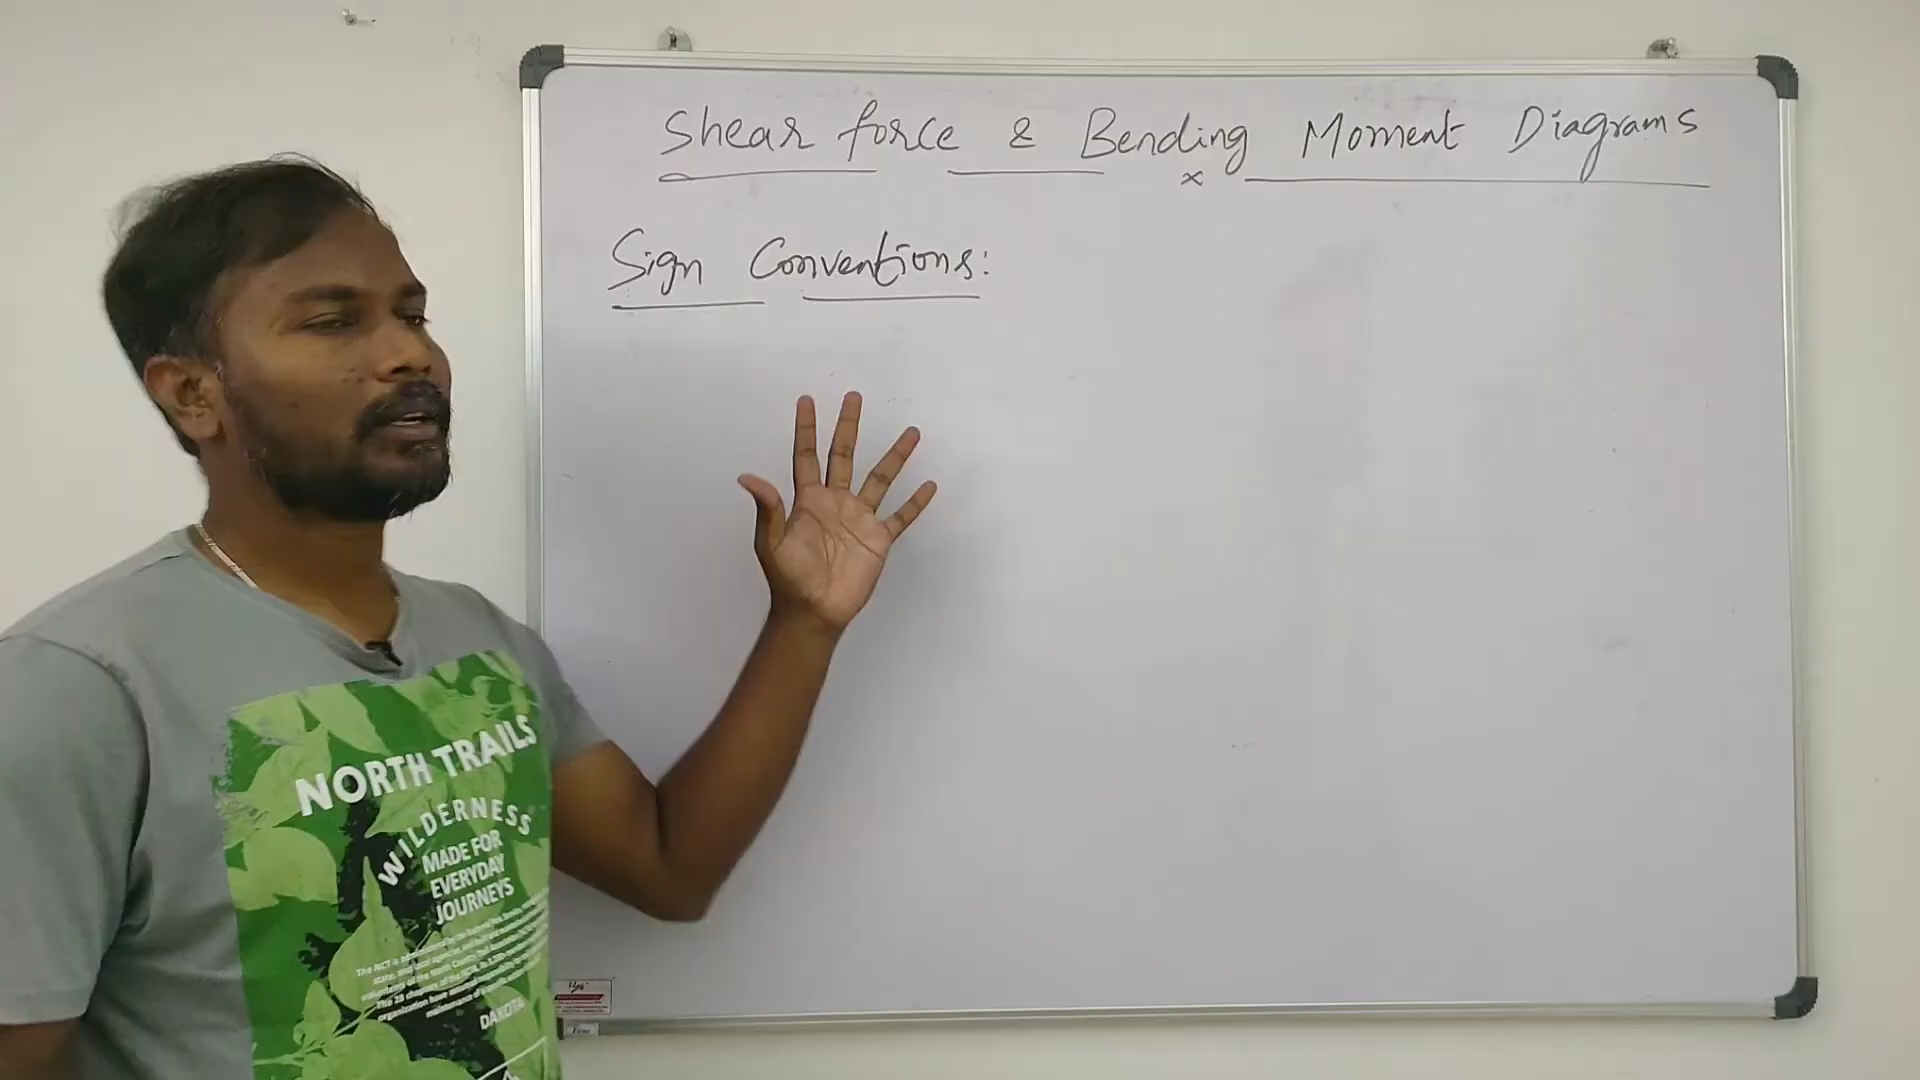 Shear force & Bending Moment Diagrams
x
Sign Conventions:
NORTH TRAILS
WILDERNESS
MADE FOR
EVERYDAY
JOURNEYS
DAKOTA